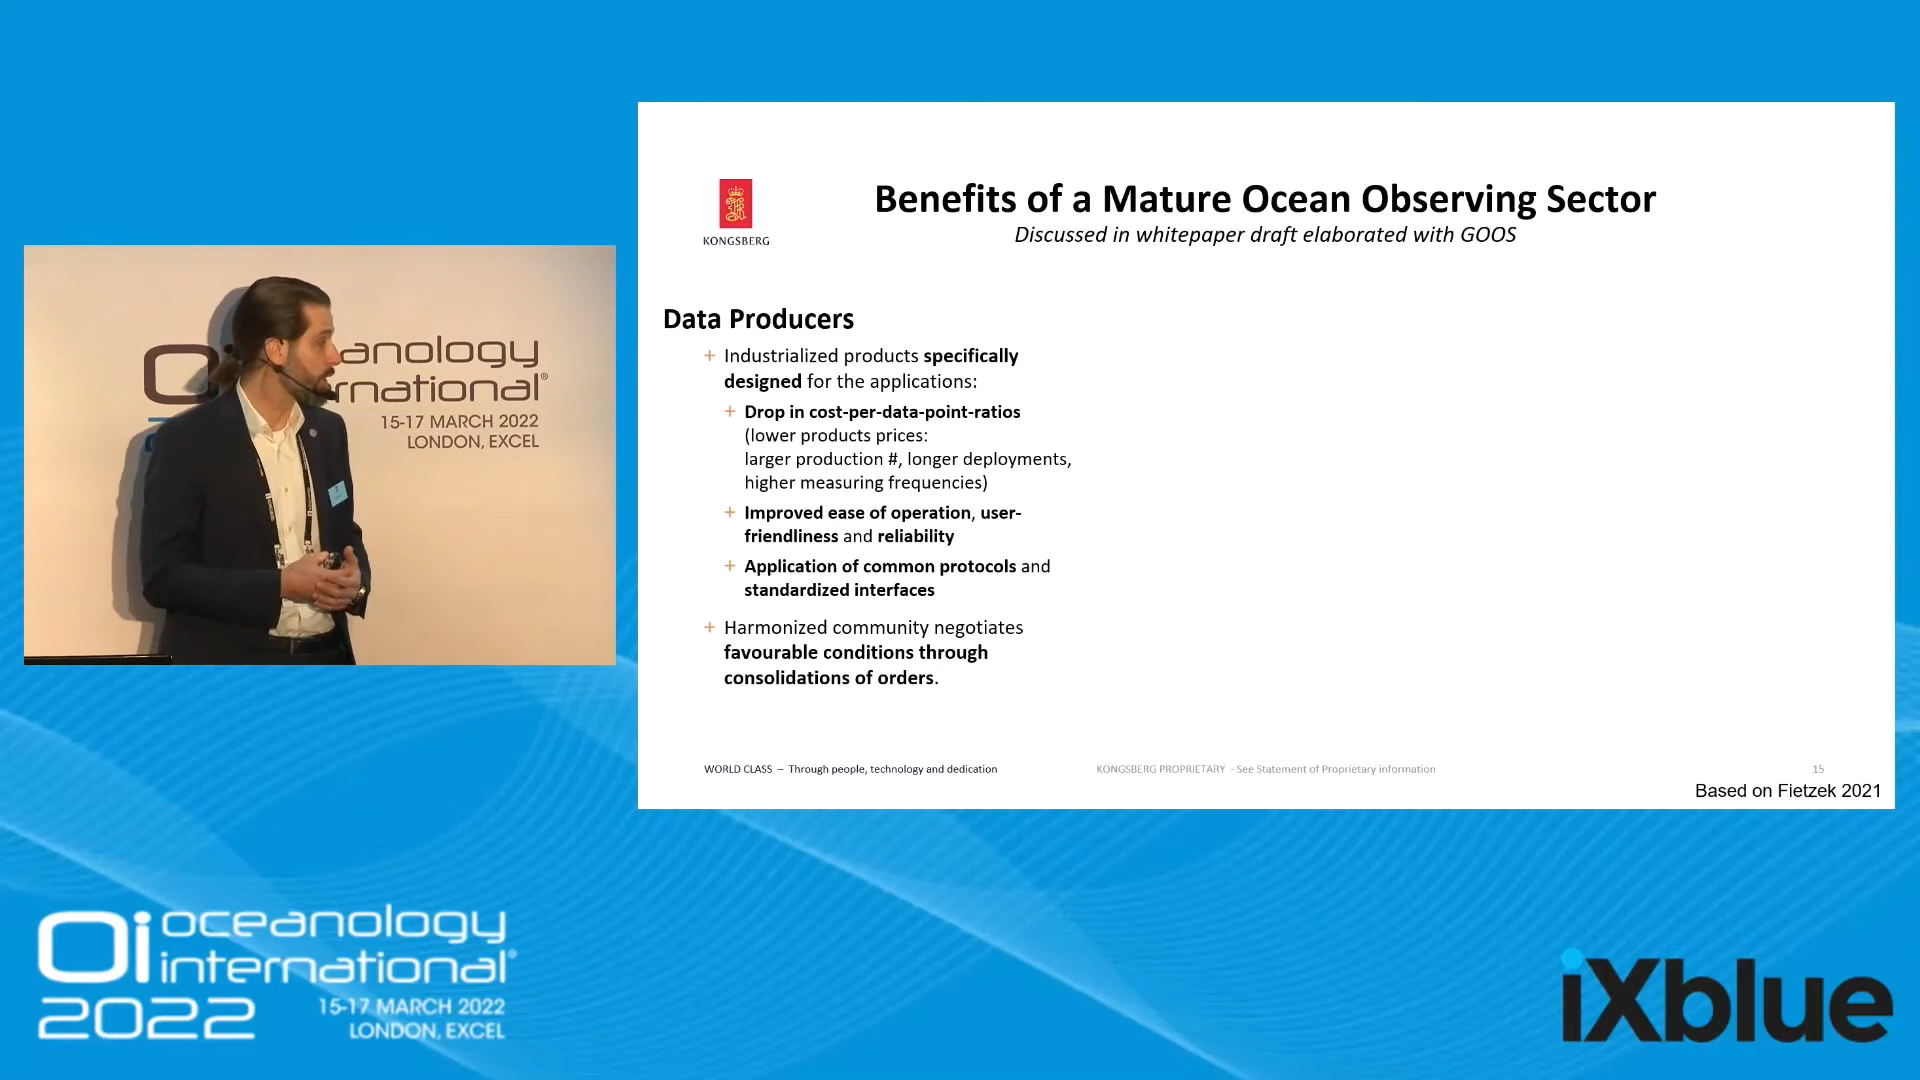 Benefits of a Mature Ocean Observing Sector
Discussed in whitepaper draft elaborated with GOOS
KONGSBERG
Data Producers
+ Industrialized products specifically
designed for the applications:
+ Drop in cost-per-data-point-ratios
(lower products prices:
larger production #, longer deployments,
higher measuring frequencies)
+ Improved ease of operation, user-
friendliness and reliability
+ Application of common protocols and
standardized interfaces
+ Harmonized community negotiates
favourable conditions through
consolidations of orders.
WORLD CLASS – Through people, technology and dedication
KONGSBERG PROPRIETARY - See Statement of Proprietary information
15
Based on Fietzek 2021
15-17 MARCH 2022
LONDON, EXCEL
Oi oceanology
international®
2022
15-17 MARCH 2022
LONDON, EXCEL
iXblue